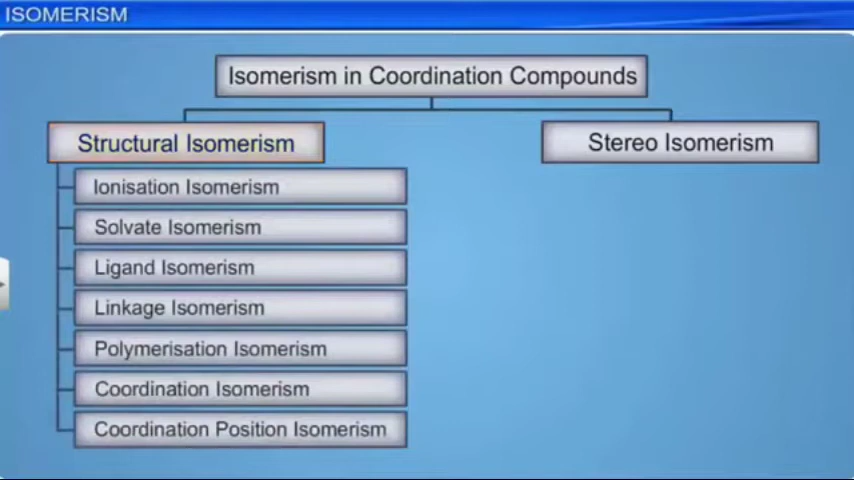 ISOMERISM
Isomerism in Coordination Compounds
Structural Isomerism
Stereo Isomerism
Ionisation Isomerism
Solvate Isomerism
Ligand Isomerism
Linkage Isomerism
Polymerisation Isomerism
Coordination Isomerism
Coordination Position Isomerism